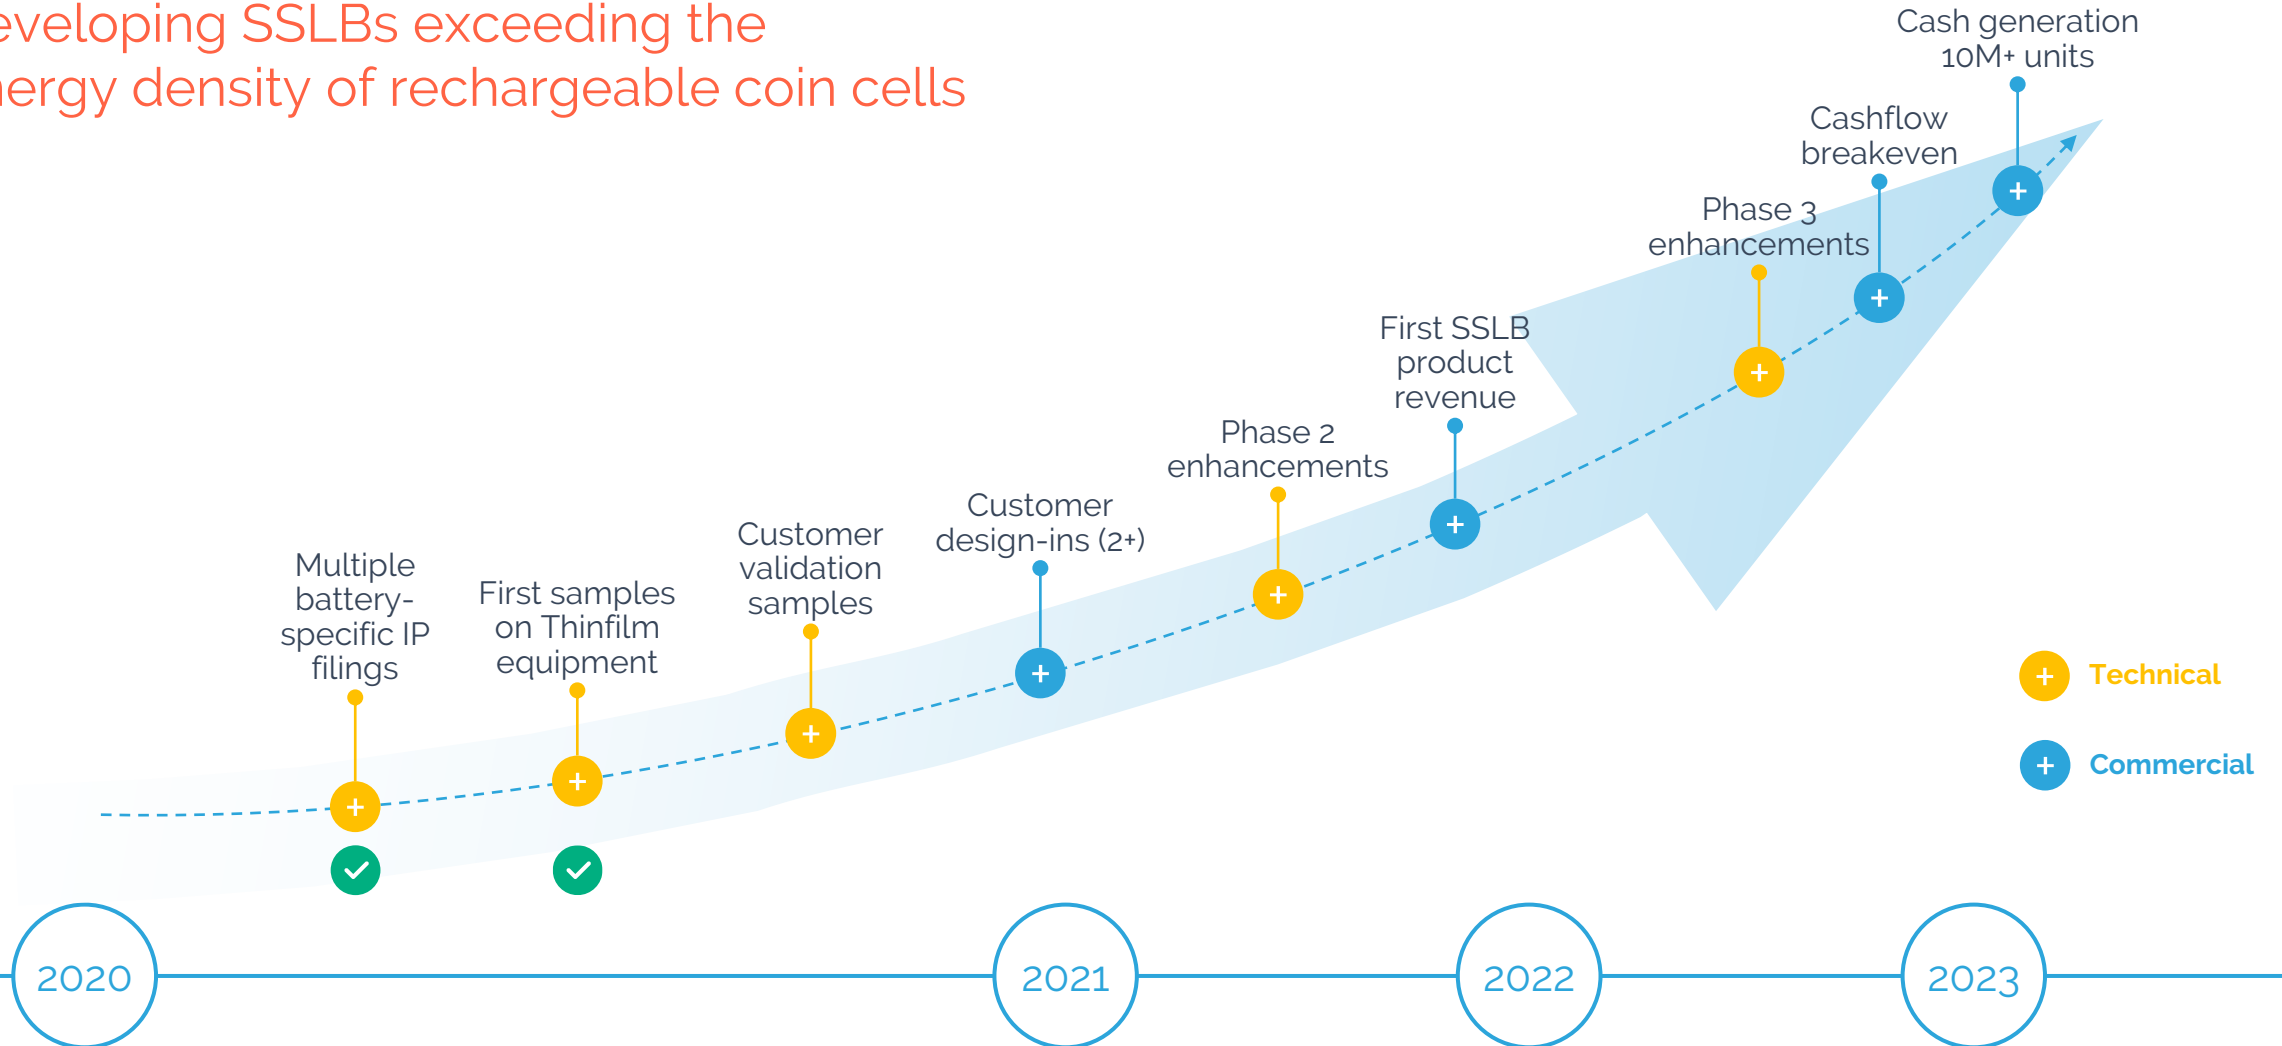 eveloping SSLBs exceeding the
nergy density of rechargeable coin cells
Multiple
battery-
specific IP
filings
First samples
on Thinfilm
equipment
Customer
validation
samples
Customer
design-ins (2+)
Phase 2
enhancements
First SSLB
product
revenue
Phase 3
enhancements
Cashflow
breakeven
Cash generation
10M+ units
Technical
Commercial
2020
2021
2022
2023